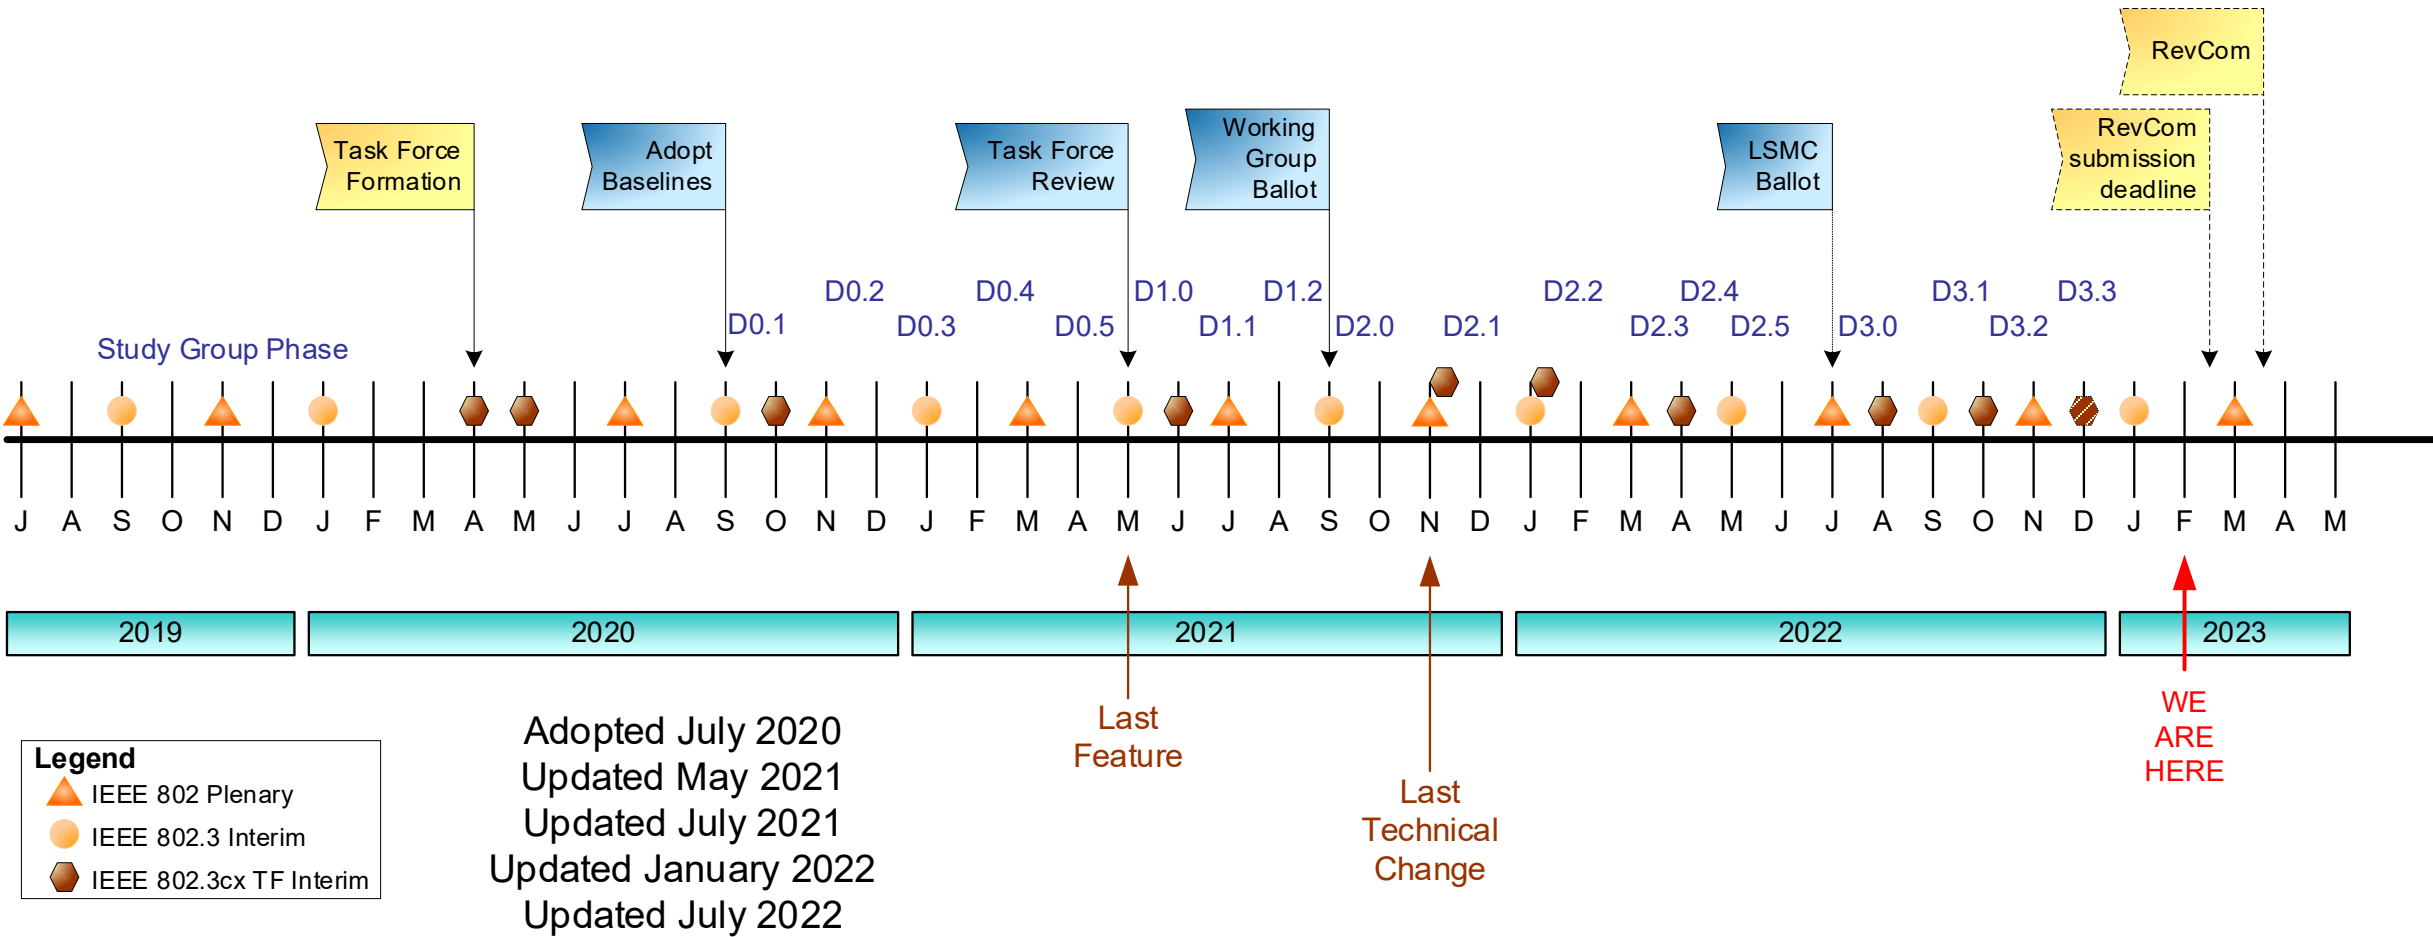 RevCom
Task Force
Formation
Adopt
Baselines
Task Force
Review
Working
Group
Ballot
LSMC
Ballot
RevCom
submission
deadline
Study Group Phase
D0.1
D0.2
D0.3
D0.4
D0.5
D1.0
D1.1
D1.2
D2.0
D2.1
D2.2
D2.3
D2.4
D2.5
D3.0
D3.1
D3.2
D3.3
J A S O N D J F M A M J J A S O N D J F M A M J J A S O N D J F M A M J J A S O N D J F M A M
2019 2020 2021 2022 2023
Last
Feature
Last
Technical
Change
WE
ARE
HERE
Adopted July 2020
Updated May 2021
Updated July 2021
Updated January 2022
Updated July 2022
Legend
IEEE 802 Plenary
IEEE 802.3 Interim
IEEE 802.3cx TF Interim